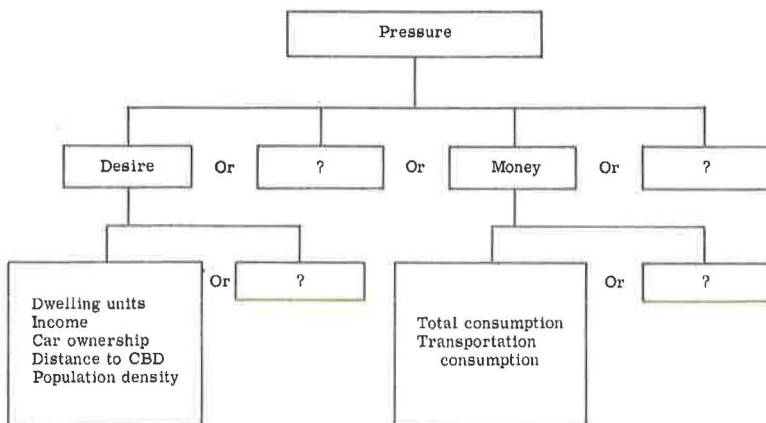 Pressure
Desire Or ? Or Money Or ?
Or ? Or ?
Dwelling units
Income
Car ownership
Distance to CBD
Population density
Total consumption
Transportation
consumption